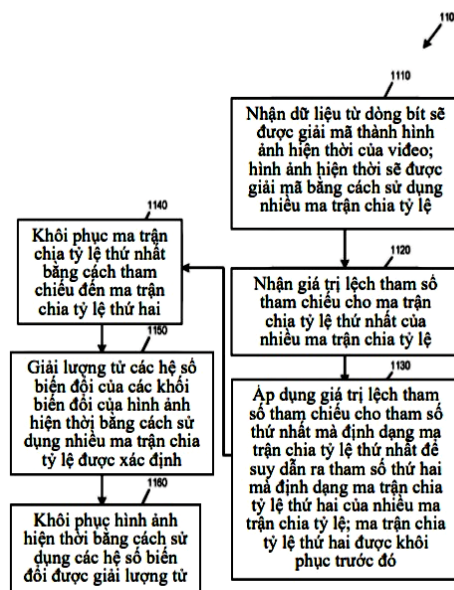 110
1110
Nhận dữ liệu từ dòng bít sẽ
được giải mã thành hình
ảnh hiện thời của video;
hình ảnh hiện thời sẽ được
giải mã bằng cách sử dụng
nhiều ma trận chia tỷ lệ
1120
Nhận giá trị lệch tham số
tham chiếu cho ma trận
chia tỷ lệ thứ nhất của
nhiều ma trận chia tỷ lệ
1130
Áp dụng giá trị lệch tham
số tham chiếu cho tham số
thứ nhất mà định dạng ma
trận chia tỷ lệ thứ nhất để
suy dẫn ra tham số thứ hai
mà định dạng ma trận chia
tỷ lệ thứ hai của nhiều ma
trận chia tỷ lệ; ma trận chia
tỷ lệ thứ hai được khôi
phục trước đó
1140
Khôi phục ma trận
chia tỷ lệ thứ nhất
bằng cách tham
chiếu đến ma trận
chia tỷ lệ thứ hai
1150
Giải lượng tử các hệ số
biến đổi của các khối
biến đổi của hình ảnh
hiện thời bằng cách sử
dụng nhiều ma trận chia
tỷ lệ được xác định
1160
Khôi phục hình ảnh
hiện thời bằng cách sử
dụng các hệ số biến
đổi được giải lượng tử